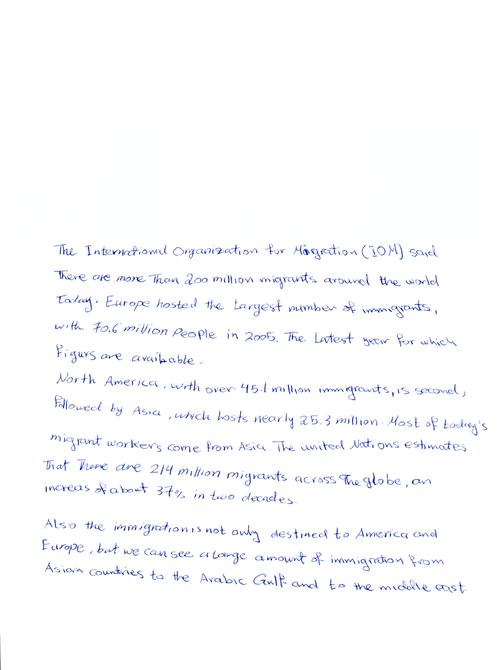 The International Organization for Migration (IOM) said
There are more Than 200 million migrants around the world
Today. Europe hosted the Largest number of immigrants,
with 70.6 million People in 2005, The Latest year for which
Figurs are available.
North America, with over 45.1 million immigrants, is second,
Followed by Asia, which hosts nearly 25.3 million. Most of today's
migrant workers come from Asia The united Nations estimates
That There are 214 million migrants across The globe, an
increas of about 37% in two decades.
Also the immigration is not only destined to America and
Europe, but we can see a large amount of immigration from
Asian countries to the Arabic Gulf and to the middle east